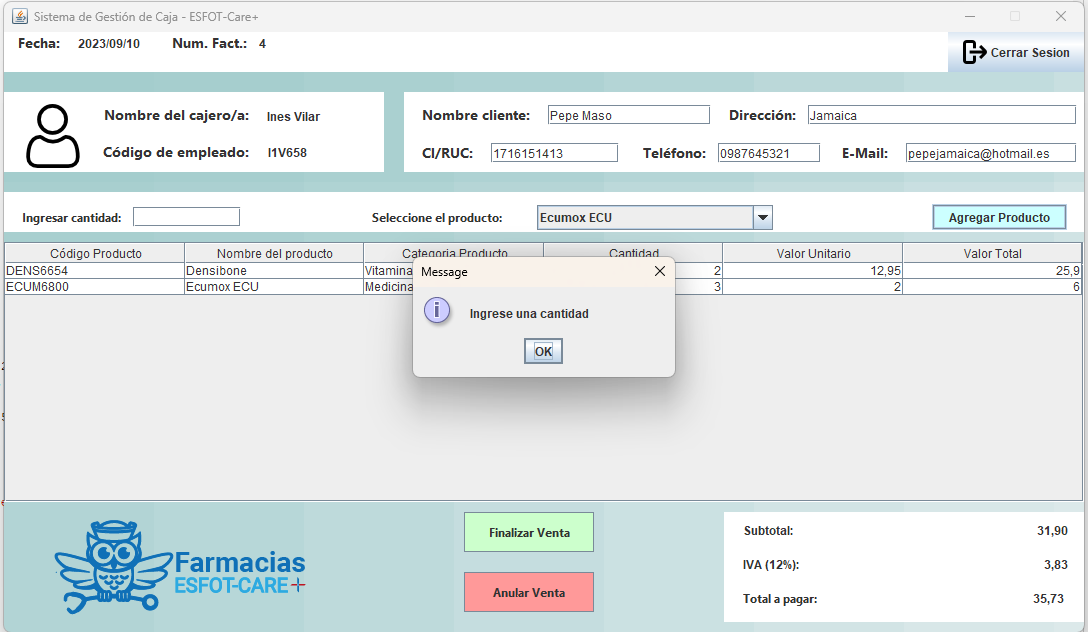 Sistema de Gestión de Caja - ESFOT-Care+
Fecha: 2023/09/10 Num. Fact.: 4
Cerrar Sesion
Nombre del cajero/a: Ines Vilar
Código de empleado: I1V658
Nombre cliente: Pepe Maso Dirección: Jamaica
CI/RUC: 1716151413 Teléfono: 0987645321 E-Mail: pepejamaica@hotmail.es
Ingresar cantidad: Seleccione el producto: Ecumox ECU Agregar Producto
Código Producto Nombre del producto Categoria Producto Cantidad Valor Unitario Valor Total
DENS6654 Densibone Vitamina 2 12,95 25,9
ECUM6800 Ecumox ECU Medicina 3 2 6
Message
Ingrese una cantidad
OK
Farmacias
ESFOT-CARE+
Finalizar Venta
Anular Venta
Subtotal: 31,90
IVA (12%): 3,83
Total a pagar: 35,73